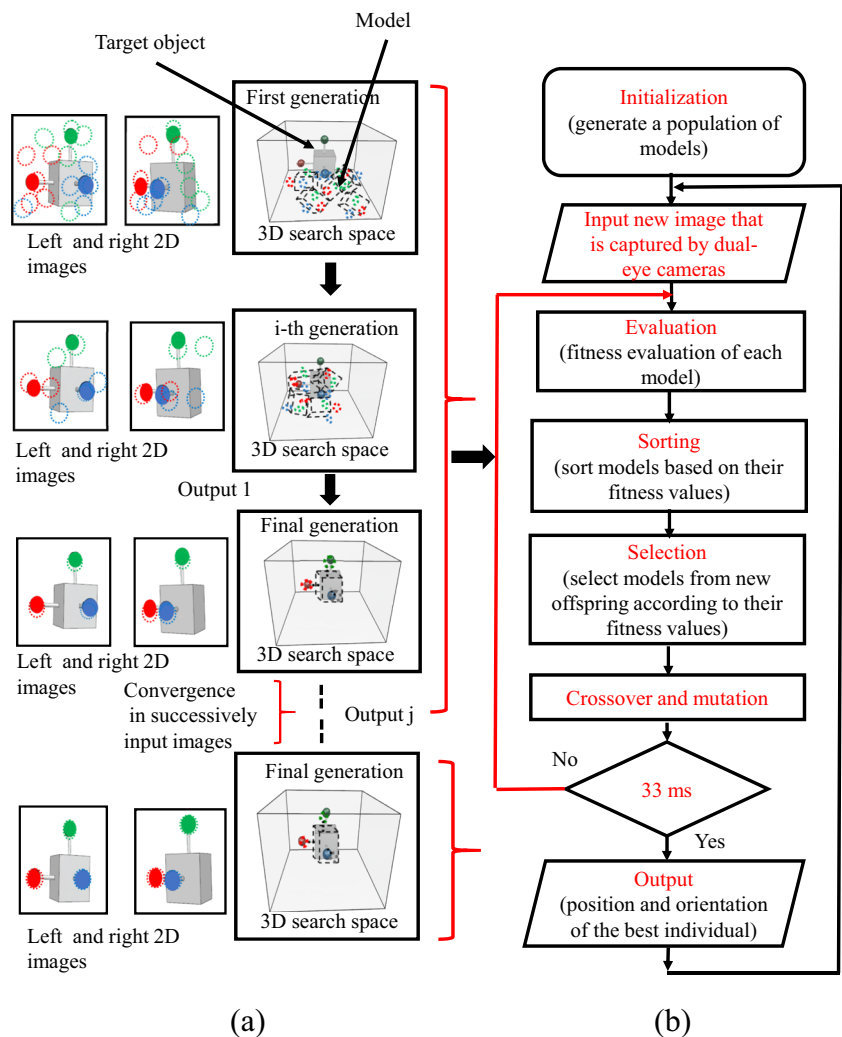 Model
Target object
First generation
3D search space
Left and right 2D
images
i-th generation
3D search space
Left and right 2D
images
Output 1
Final generation
3D search space
Left and right 2D
images
Convergence
in successively
input images
Output j
Final generation
3D search space
Left and right 2D
images
(a)
Initialization
(generate a population of
models)
Input new image that
is captured by dual-
eye cameras
Evaluation
(fitness evaluation of each
model)
Sorting
(sort models based on their
fitness values)
Selection
(select models from new
offspring according to their
fitness values)
Crossover and mutation
No
33 ms
Yes
Output
(position and orientation
of the best individual)
(b)